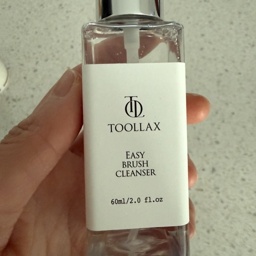 TOOLLAX
EASY
BRUSH
CLEANSER
60ml/2.0 fl.oz